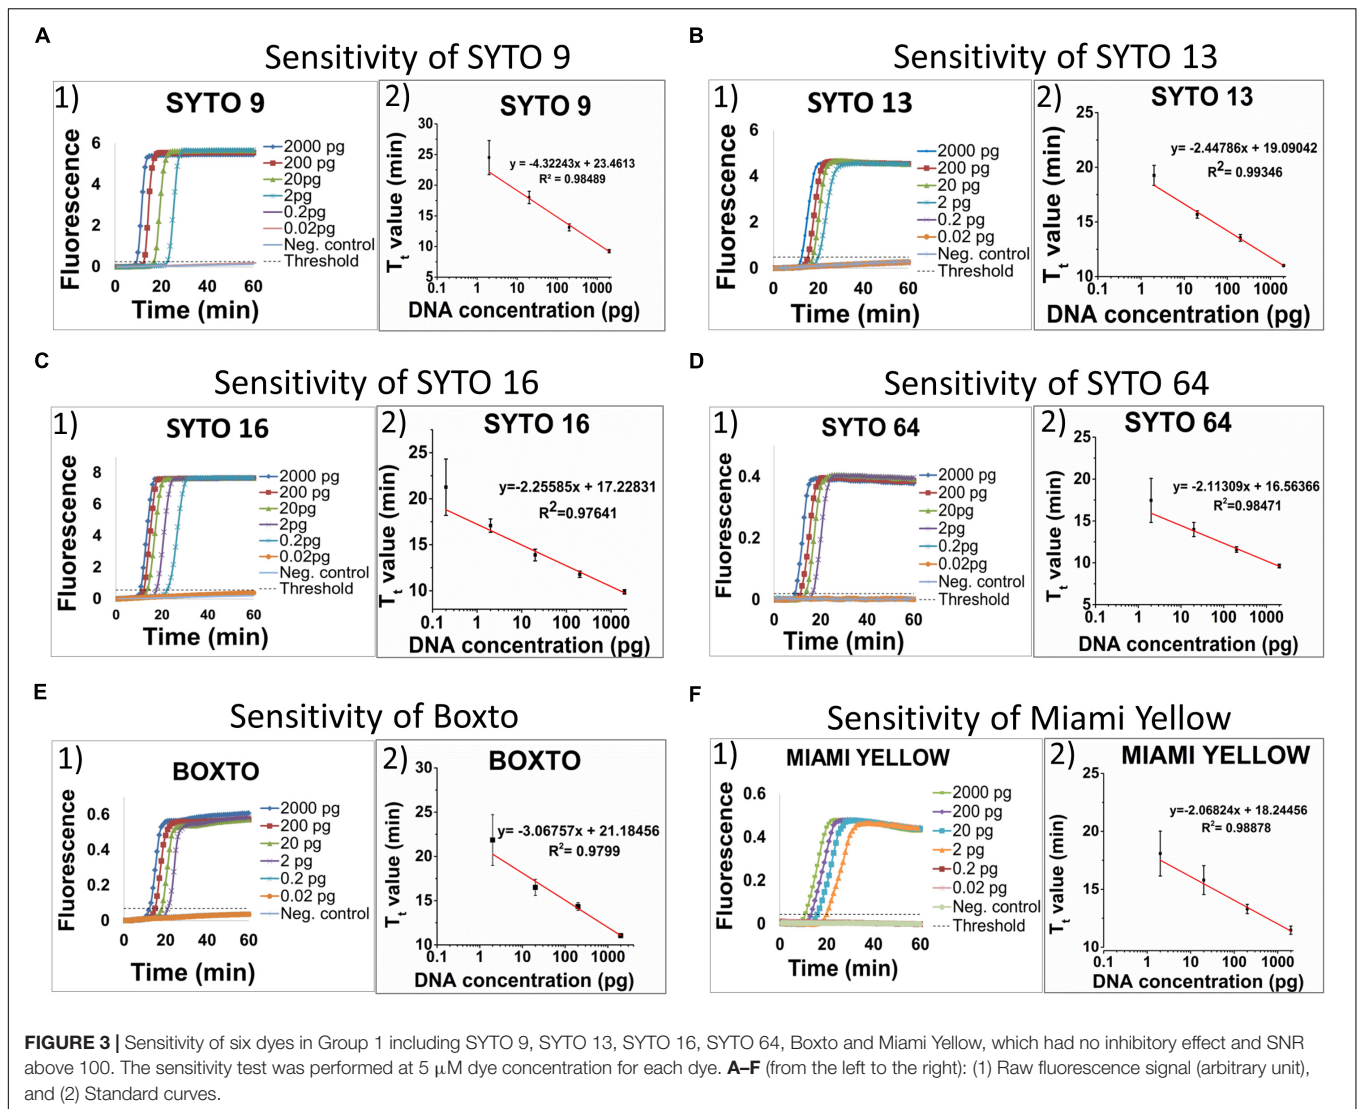 A
Sensitivity of SYTO 9
1)
SYTO 9
Fluorescence
6
4
2
0
0 20 40 60
Time (min)
2000 pg
200 pg
20pg
2pg
0.2pg
0.02pg
Neg. control
Threshold
2)
SYTO 9
Tt value (min)
30
25
20
15
10
5
y = -4.32243x + 23.4613
R² = 0.98489
0.1 1 10 100 1000
DNA concentration (pg)
B
Sensitivity of SYTO 13
1)
SYTO 13
Fluorescence
6
4
2
0
0 20 40 60
Time (min)
2000 pg
200 pg
20 pg
2 pg
0.2 pg
0.02 pg
Neg. control
Threshold
2)
SYTO 13
Tt value (min)
25
20
15
10
y = -2.44786x + 19.09042
R²= 0.99346
0.1 1 10 100 1000
DNA concentration (pg)
C
Sensitivity of SYTO 16
1)
SYTO 16
Fluorescence
8
6
4
2
0
0 20 40 60
Time (min)
2000 pg
200 pg
20pg
2pg
0.2pg
0.02pg
Neg. control
Threshold
2)
SYTO 16
Tt value (min)
25
20
15
10
y=-2.25585x + 17.22831
R²=0.97641
1 10 100 1000
DNA concentration (pg)
D
Sensitivity of SYTO 64
1)
SYTO 64
Fluorescence
0.4
0.2
0
0 20 40 60
Time (min)
2000 pg
200 pg
20pg
2pg
0.2pg
0.02pg
Neg. control
Threshold
2)
SYTO 64
Tt value (min)
25
20
15
10
5
y= -2.11309x + 16.56366
R²=0.98471
0.1 1 10 100 1000
DNA concentration (pg)
E
Sensitivity of Boxto
1)
BOXTO
Fluorescence
0.6
0.4
0.2
0
0 20 40 60
Time (min)
2000 pg
200 pg
20 pg
2 pg
0.2 pg
0.02 pg
Neg. control
2)
BOXTO
Tt value (min)
30
25
20
15
10
y= -3.06757x + 21.18456
R²= 0.9799
0.1 1 10 100 1000
DNA concentration (pg)
F
Sensitivity of Miami Yellow
1)
MIAMI YELLOW
Fluorescence
0.6
0.4
0.2
0
0 20 40 60
Time (min)
2000 pg
200 pg
20 pg
2 pg
0.2 pg
0.02 pg
Neg. control
Threshold
2)
MIAMI YELLOW
Tt value (min)
25
20
15
10
y= -2.06824x + 18.24456
R²= 0.98878
0.1 1 10 100 1000
DNA concentration (pg)
FIGURE 3 | Sensitivity of six dyes in Group 1 including SYTO 9, SYTO 13, SYTO 16, SYTO 64, Boxto and Miami Yellow, which had no inhibitory effect and SNR
above 100. The sensitivity test was performed at 5 μM dye concentration for each dye. A–F (from the left to the right): (1) Raw fluorescence signal (arbitrary unit),
and (2) Standard curves.